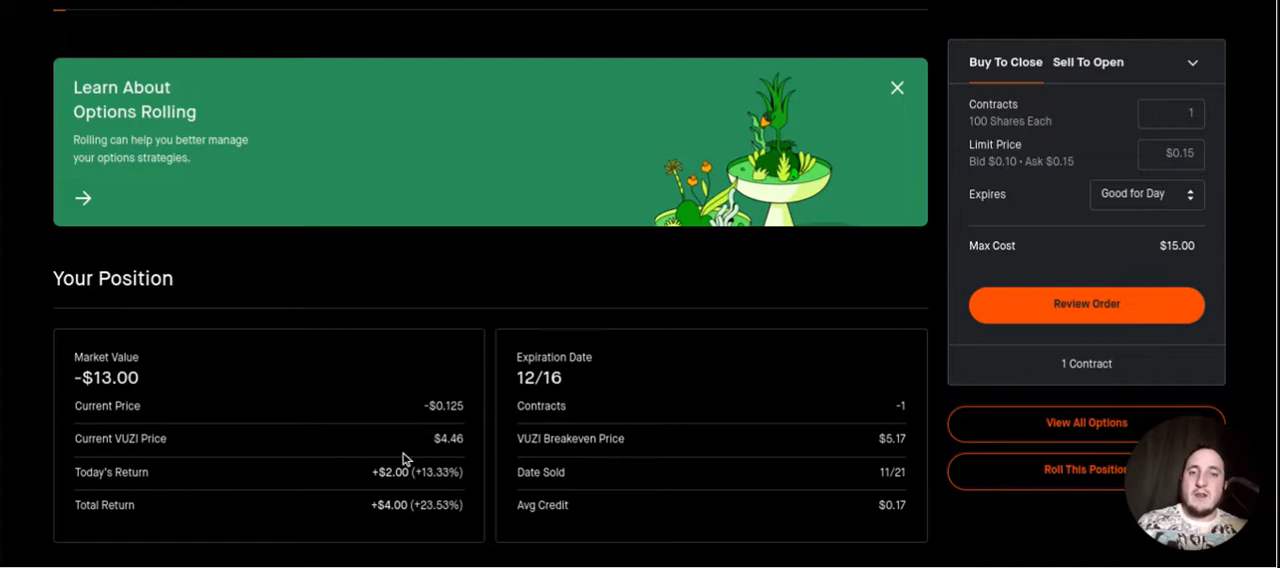 Learn About
Options Rolling
Rolling can help you better manage
your options strategies.
Your Position
Market Value
-$13.00
Current Price -$0.125
Current VUZI Price $4.46
Today's Return +$2.00 (+13.33%)
Total Return +$4.00 (+23.53%)
Expiration Date
12/16
Contracts -1
VUZI Breakeven Price $5.17
Date Sold 11/21
Avg Credit $0.17
Buy To Close Sell To Open
Contracts 1
100 Shares Each
Limit Price $0.15
Bid $0.10 • Ask $0.15
Expires Good for Day
Max Cost $15.00
Review Order
1 Contract
View All Options
Roll This Position